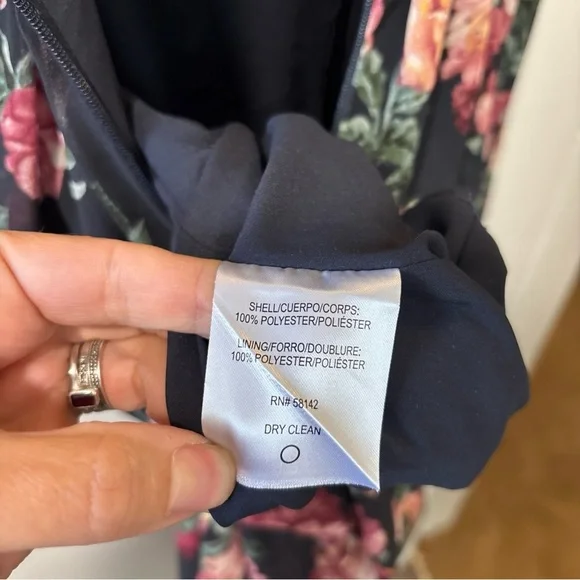 SHELL/CUERPO/CORPS:
100% POLYESTER/POLIÉSTER
LINING/FORRO/DOUBLURE:
100% POLYESTER/POLIÉSTER
RN# 58142
DRY CLEAN